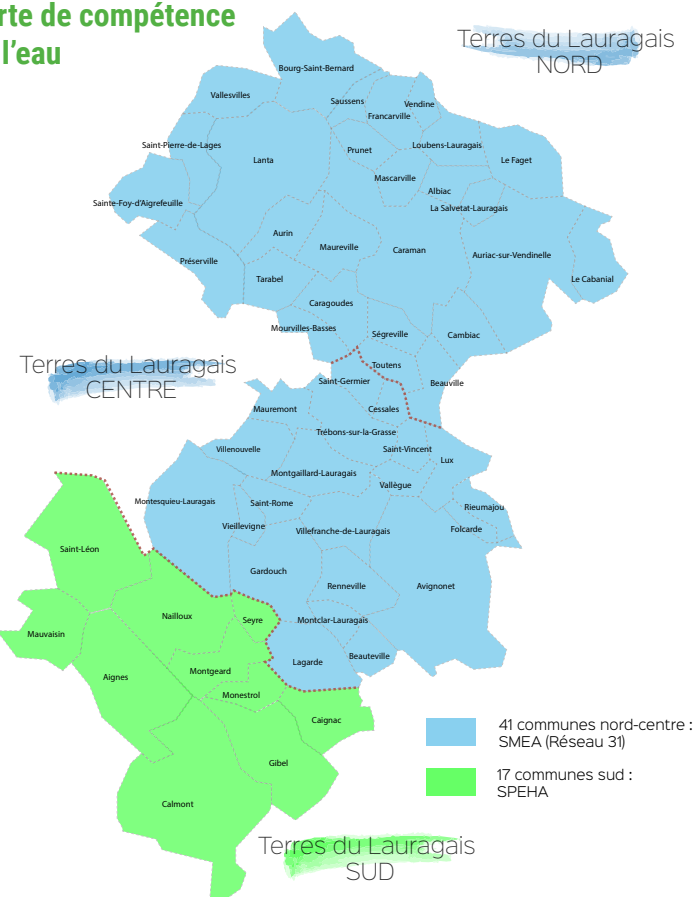 rte de compétence
l’eau
Terres du Lauragais
NORD
Bourg-Saint-Bernard
Vallesvilles
Saussens
Vendine
Francarville
Saint-Pierre-de-Lages
Loubens-Lauragais
Prunet
Lanta
Le Faget
Mascarville
Albiac
Sainte-Foy-d'Aigrefeuille
La Salvetat-Lauragais
Aurin
Maureville
Caraman
Auriac-sur-Vendinelle
Préserville
Tarabel
Le Cabanial
Caragoudes
Mourvilles-Basses
Ségreville
Cambiac
Terres du Lauragais
CENTRE
Toutens
Saint-Germier
Beauville
Mauremont
Cessales
Trébons-sur-la-Grasse
Villenouvelle
Saint-Vincent
Lux
Montgaillard-Lauragais
Vallègue
Montesquieu-Lauragais
Saint-Rome
Rieumajou
Vieillevigne
Villefranche-de-Lauragais
Folcarde
Saint-Léon
Gardouch
Renneville
Avignonet
Nailloux
Seyre
Montclar-Lauragais
Mauvaisin
Lagarde
Beauteville
Aignes
Montgeard
Monestrol
Caignac
41 communes nord-centre :
SMEA (Réseau 31)
Gibel
17 communes sud :
SPEHA
Calmont
Terres du Lauragais
SUD